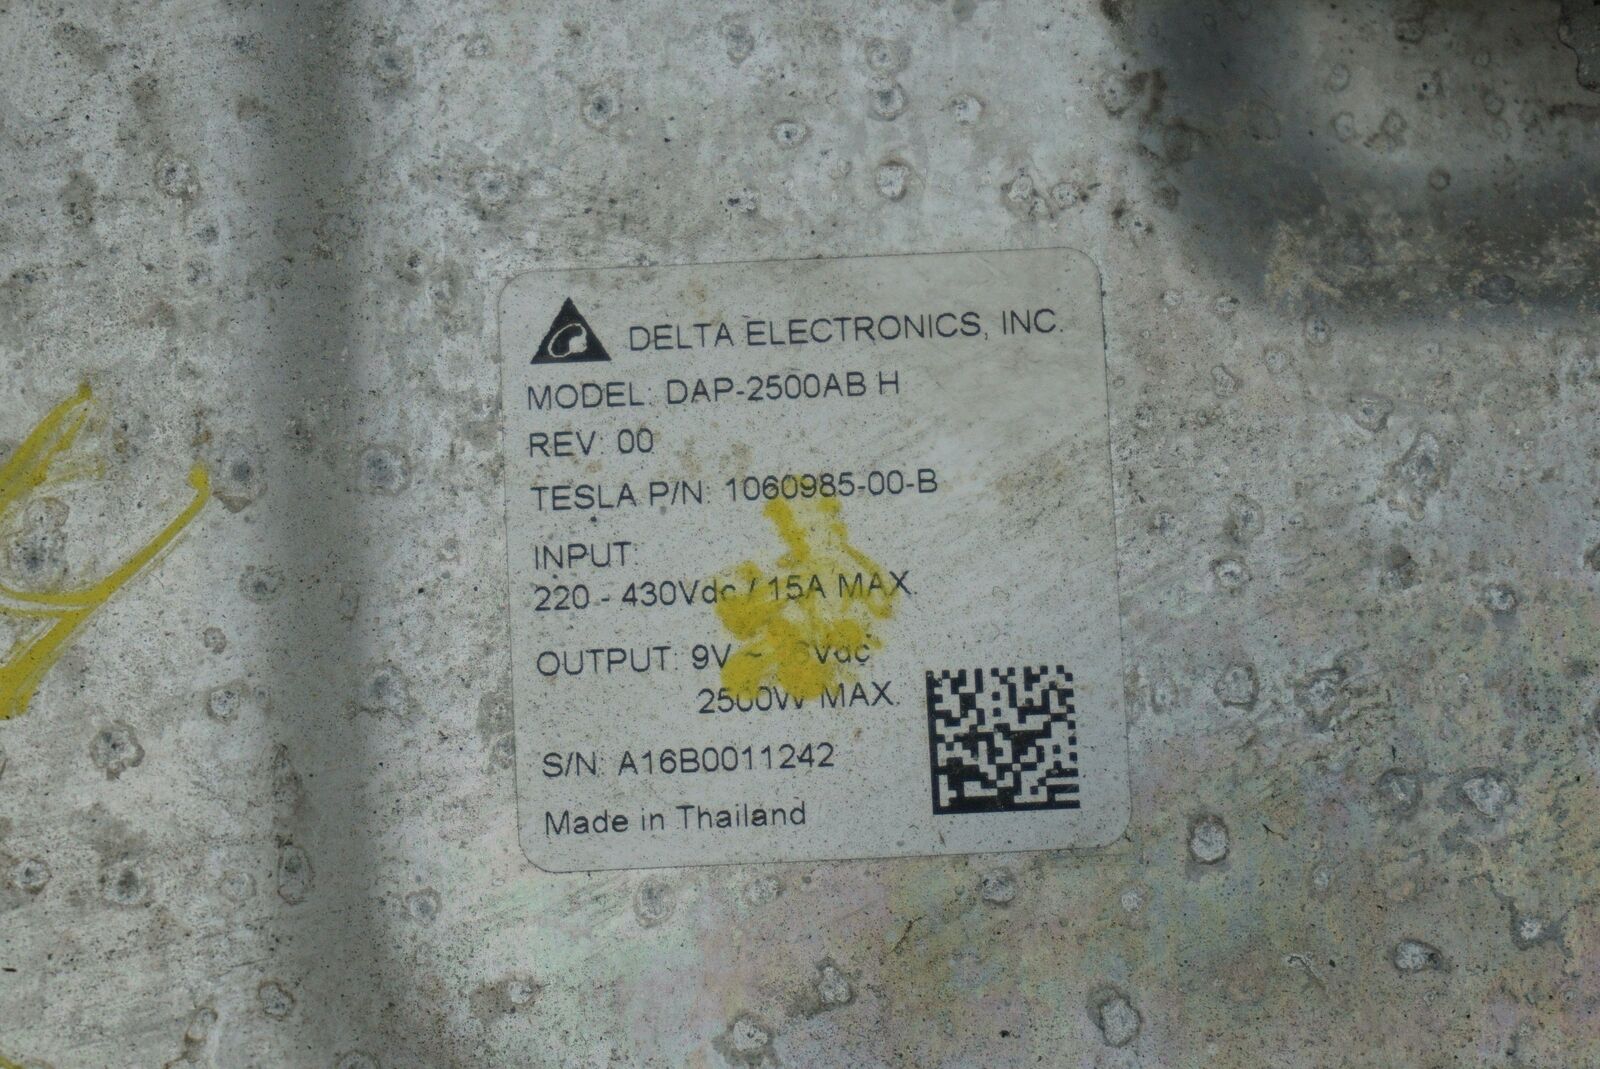 DELTA ELECTRONICS, INC.
MODEL: DAP-2500AB H
REV: 00
TESLA P/N: 1060985-00-B
INPUT:
220 - 430Vdc / 15A MAX.
OUTPUT: 9V ~
2500W MAX.
S/N: A16B0011242
Made in Thailand